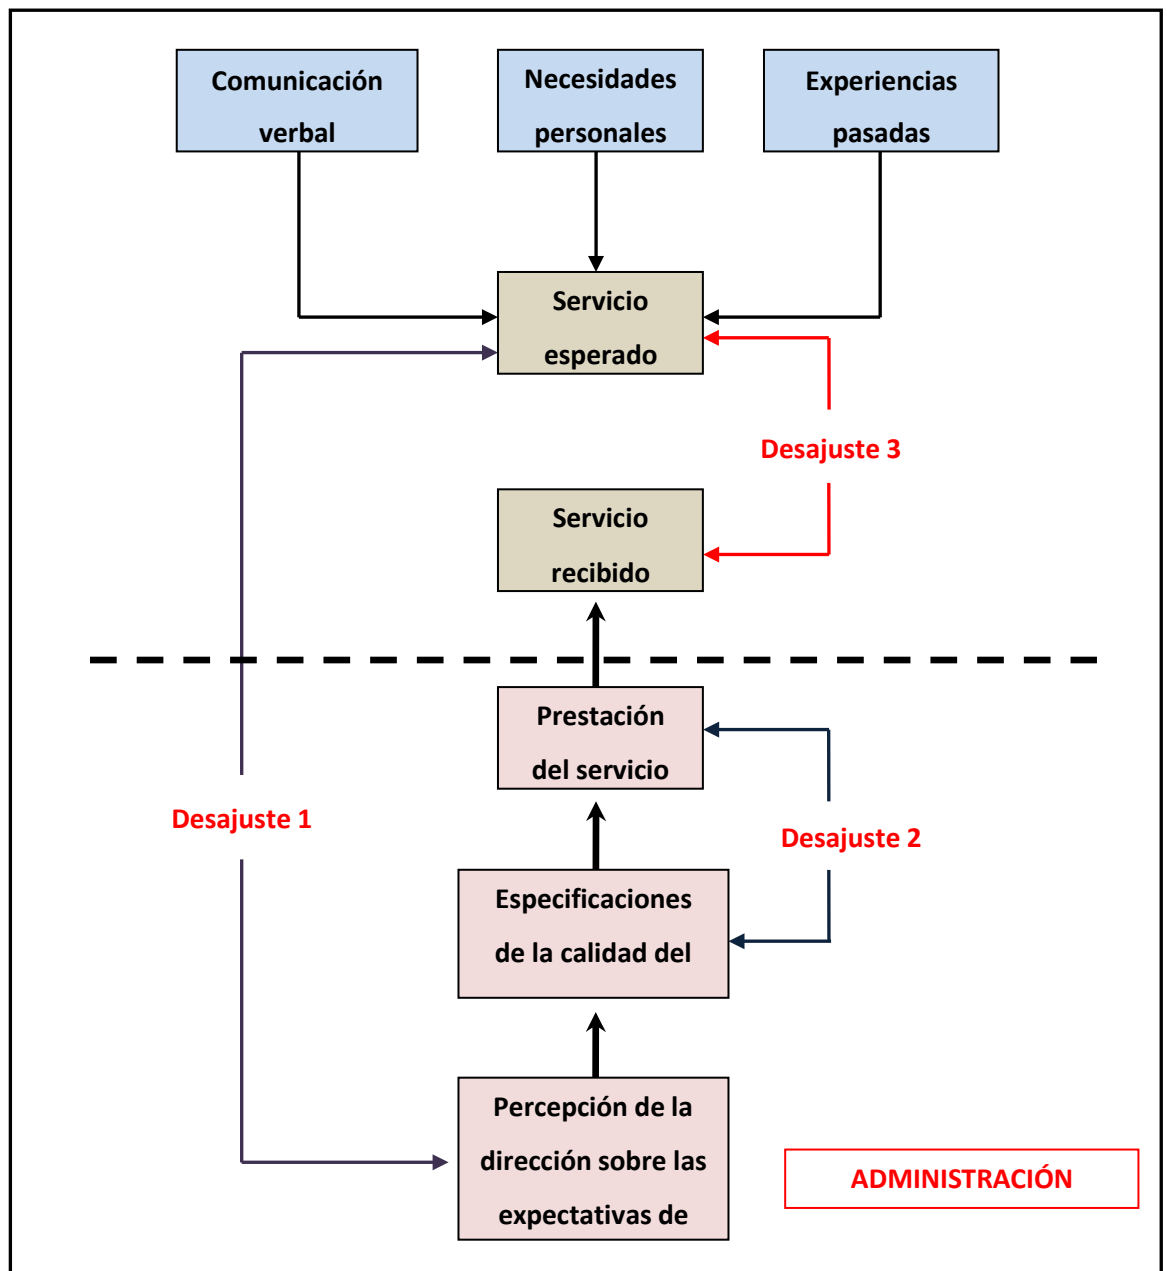 Comunicación
verbal
Necesidades
personales
Experiencias
pasadas
Servicio
esperado
Desajuste 3
Servicio
recibido
Prestación
del servicio
Desajuste 1
Desajuste 2
Especificaciones
de la calidad del
Percepción de la
dirección sobre las
expectativas de
ADMINISTRACIÓN